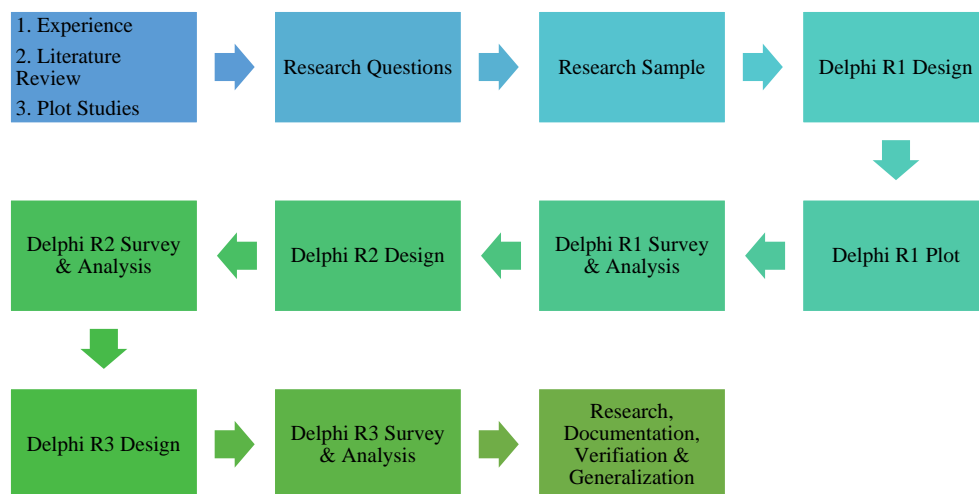 1. Experience
2. Literature
Review
3. Plot Studies
Research Questions
Research Sample
Delphi R1 Design
Delphi R2 Survey
& Analysis
Delphi R2 Design
Delphi R1 Survey
& Analysis
Delphi R1 Plot
Delphi R3 Design
Delphi R3 Survey
& Analysis
Research,
Documentation,
Verifiation &
Generalization